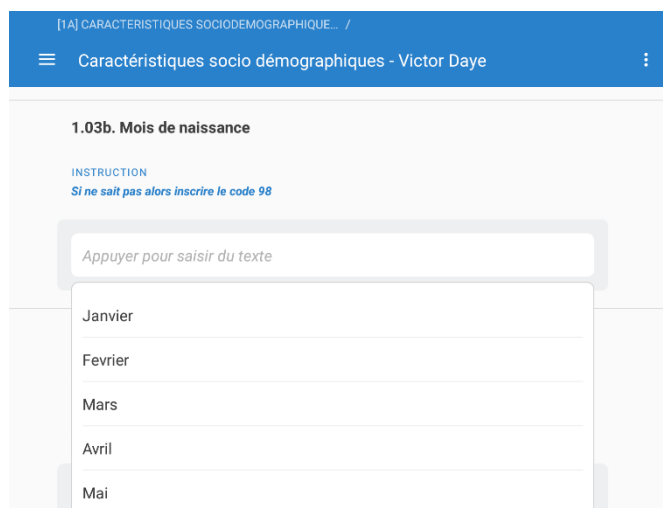 [1A] CARACTERISTIQUES SOCIODEMOGRAPHIQUE... /
Caractéristiques socio démographiques - Victor Daye
1.03b. Mois de naissance
INSTRUCTION
Si ne sait pas alors inscrire le code 98
Appuyer pour saisir du texte
Janvier
Fevrier
Mars
Avril
Mai